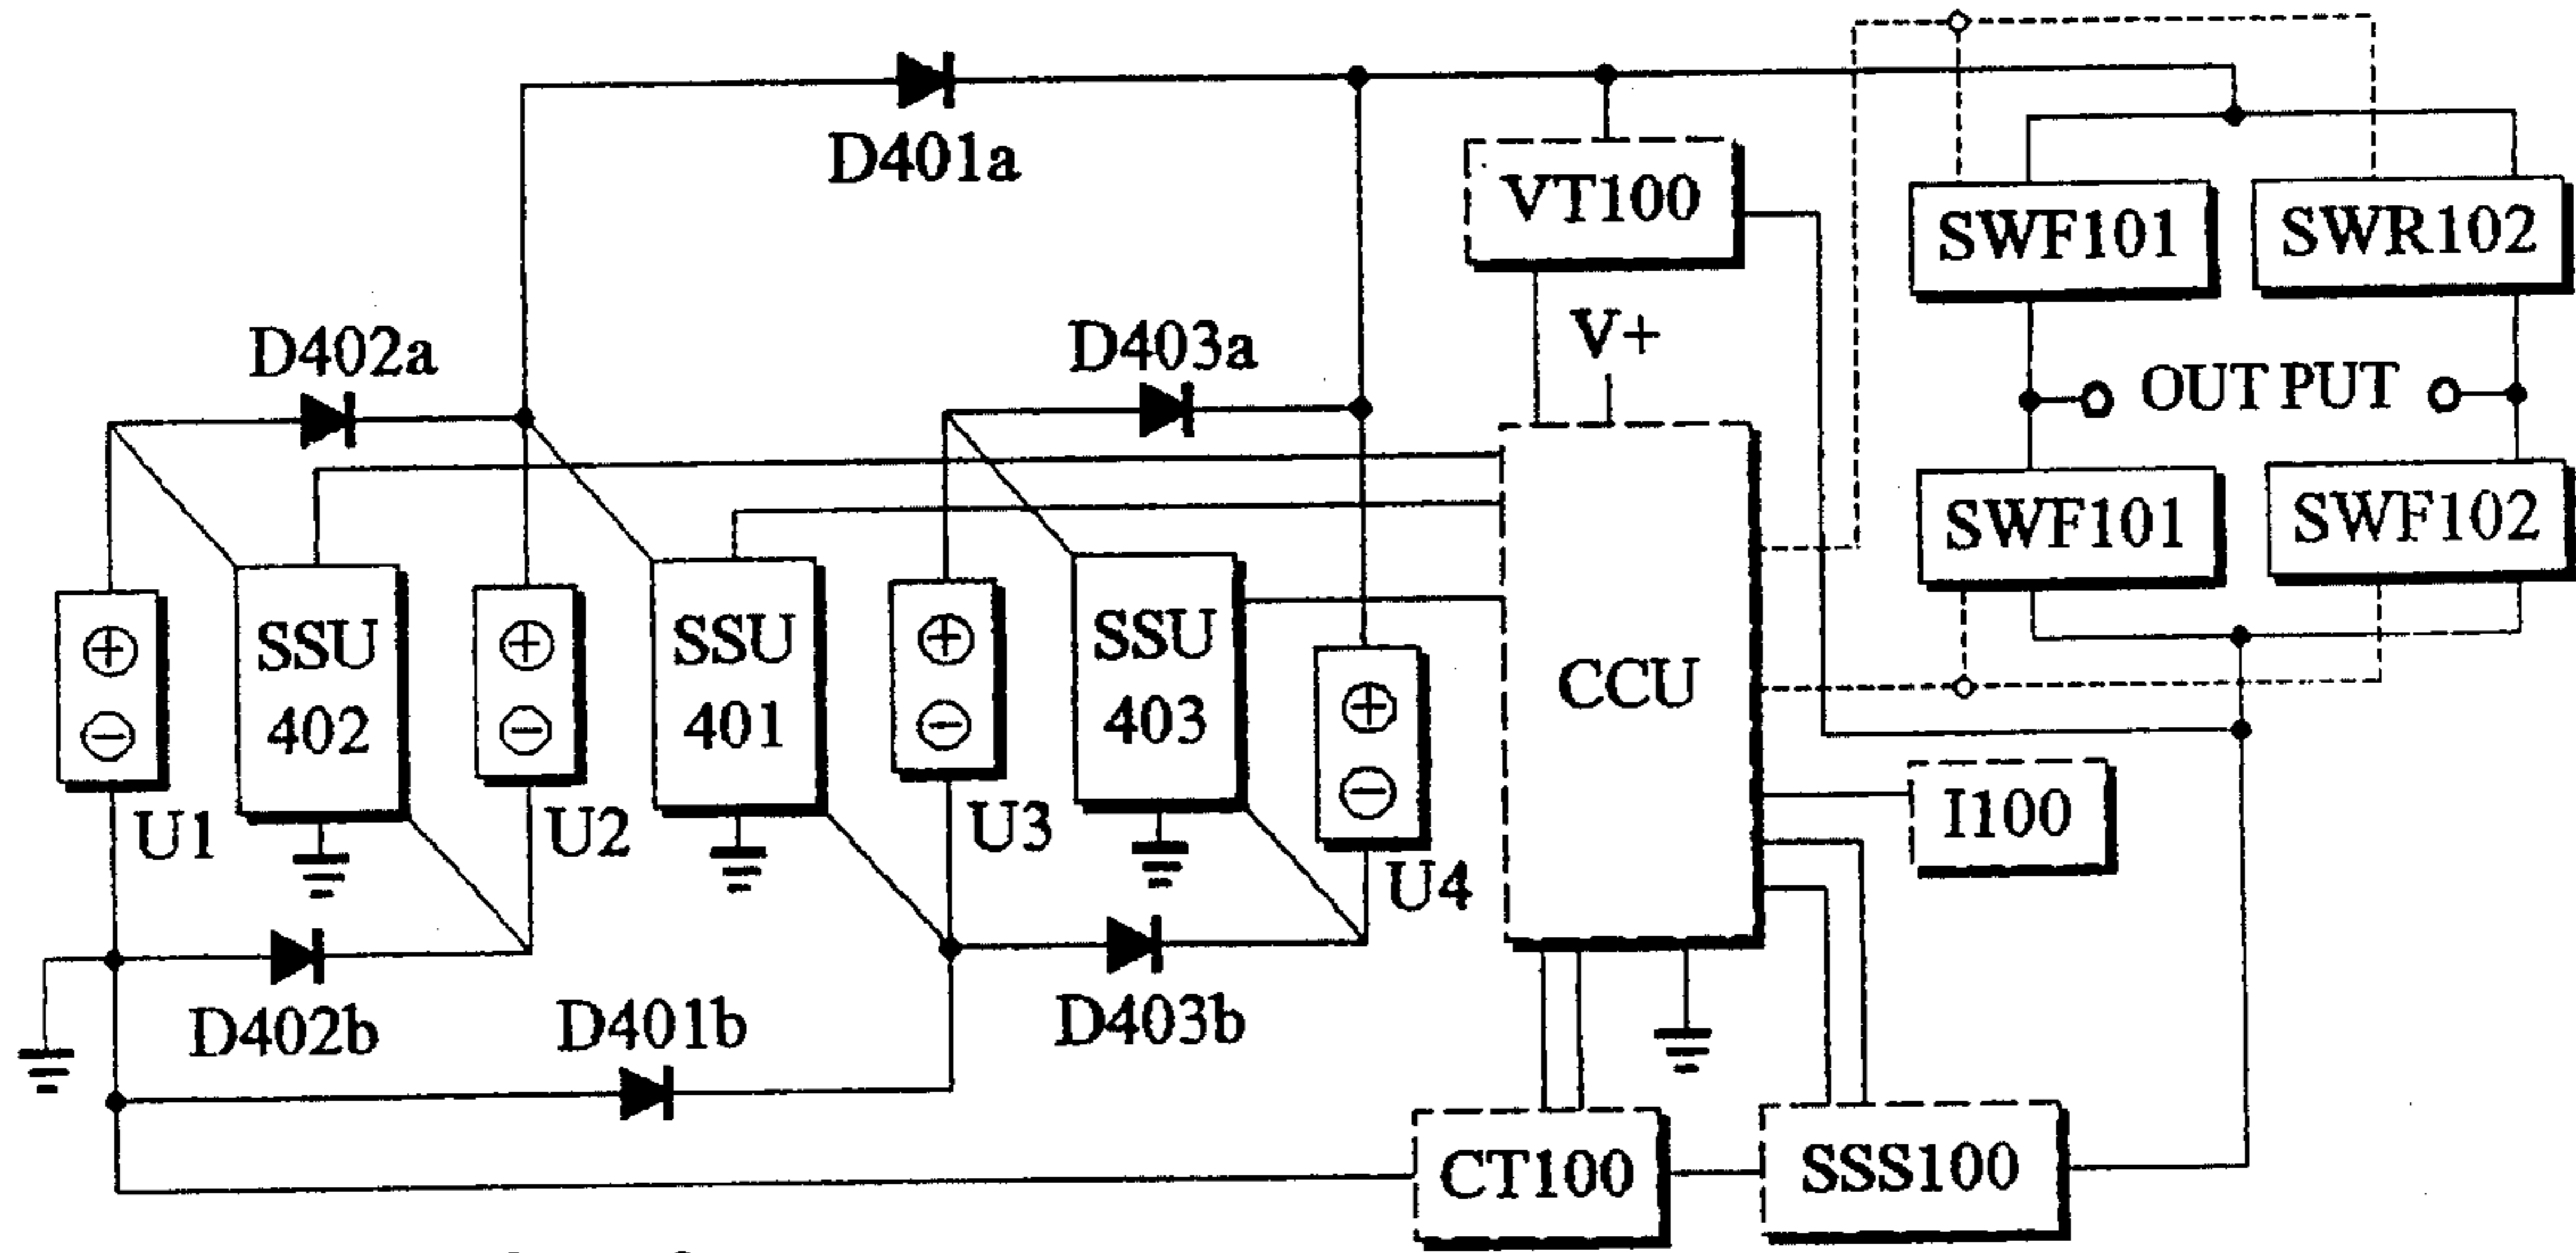 D401a
VT100
SWF101
SWR102
V+
D402a
D403a
OUT PUT
SWF101
SWF102
SSU
402
SSU
401
SSU
403
CCU
+
−
+
−
+
−
+
−
U1
U2
U3
U4
I100
D402b
D401b
D403b
CT100
SSS100